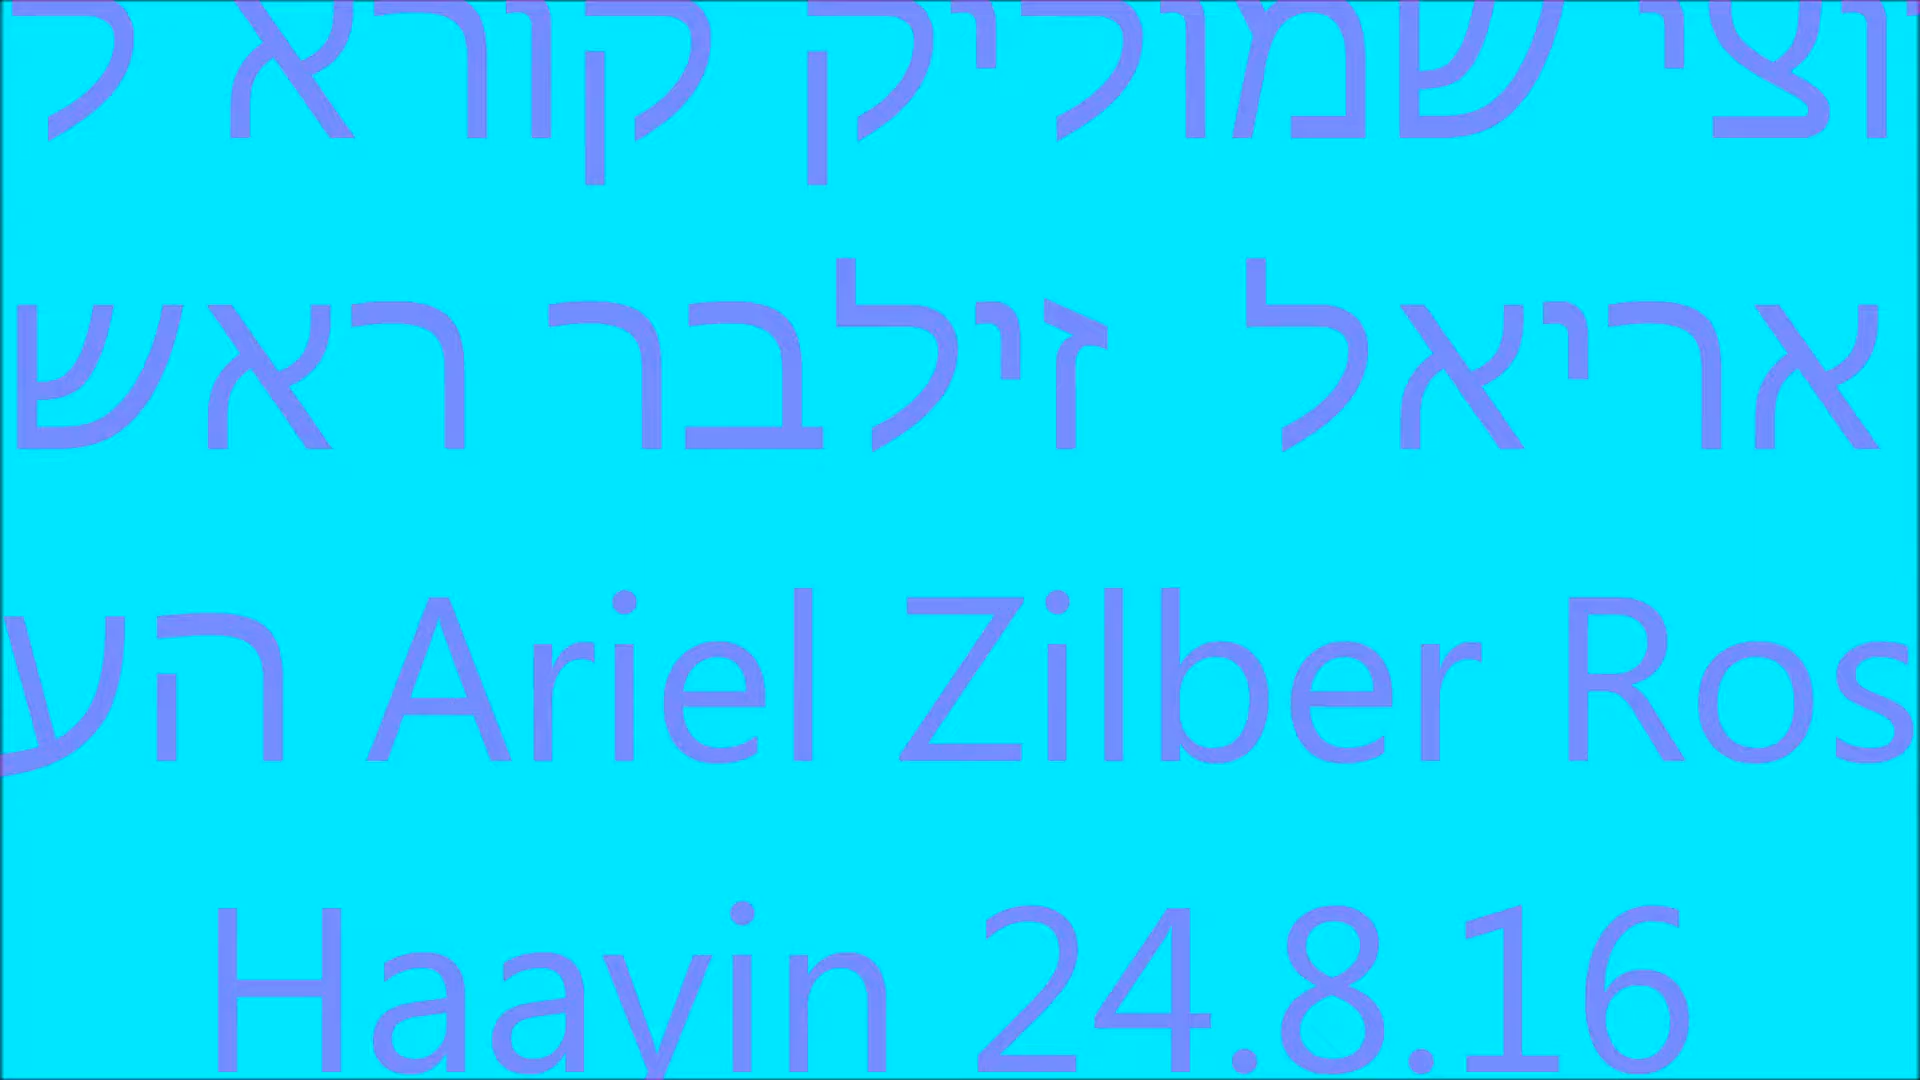 וצי שמוליק קורא ל
אריאל זילבר ראש
הע Ariel Zilber Ros
Haayin 24.8.16